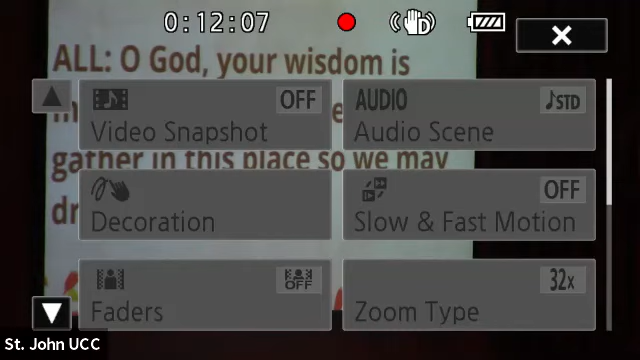 0:12:07
D
X
ALL: O God, your wisdom is
OFF
AUDIO
♪STD
Video Snapshot
Audio Scene
gather in this place so we may
OFF
Decoration
Slow & Fast Motion
OFF
32x
Faders
Zoom Type
St. John UCC